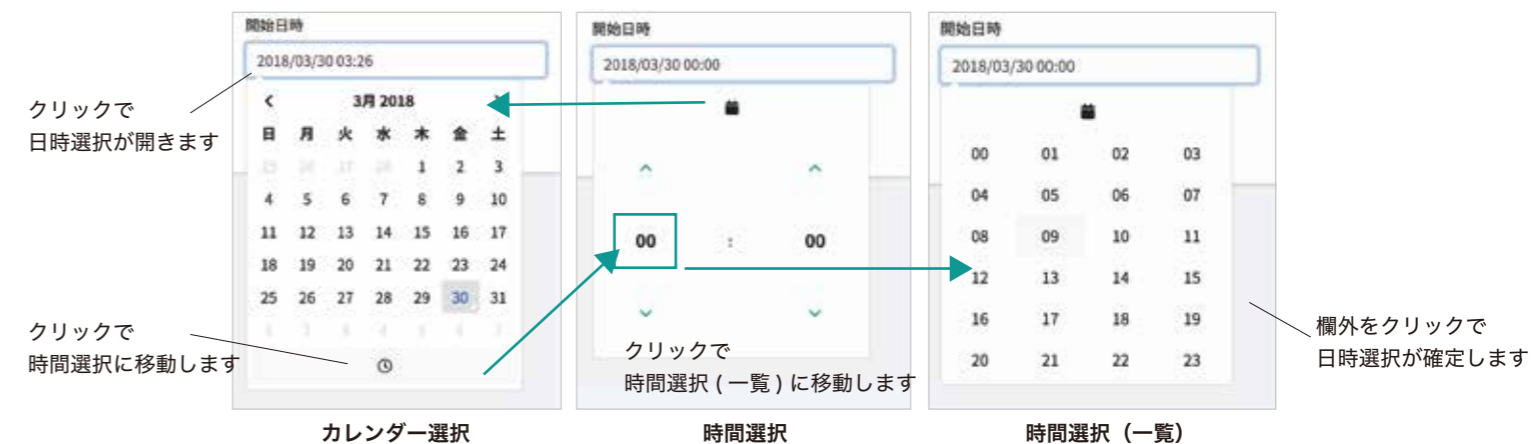 クリックで
日時選択が開きます
クリックで
時間選択に移動します
開始日時
2018/03/30 03:26
3月 2018
日 月 火 水 木 金 土
1 2 3
4 5 6 7 8 9 10
11 12 13 14 15 16 17
18 19 20 21 22 23 24
25 26 27 28 29 30 31
カレンダー選択
開始日時
2018/03/30 00:00
00 : 00
クリックで
時間選択 ( 一覧 ) に移動します
時間選択
開始日時
2018/03/30 00:00
00 01 02 03
04 05 06 07
08 09 10 11
12 13 14 15
16 17 18 19
20 21 22 23
時間選択（一覧）
欄外をクリックで
日時選択が確定します